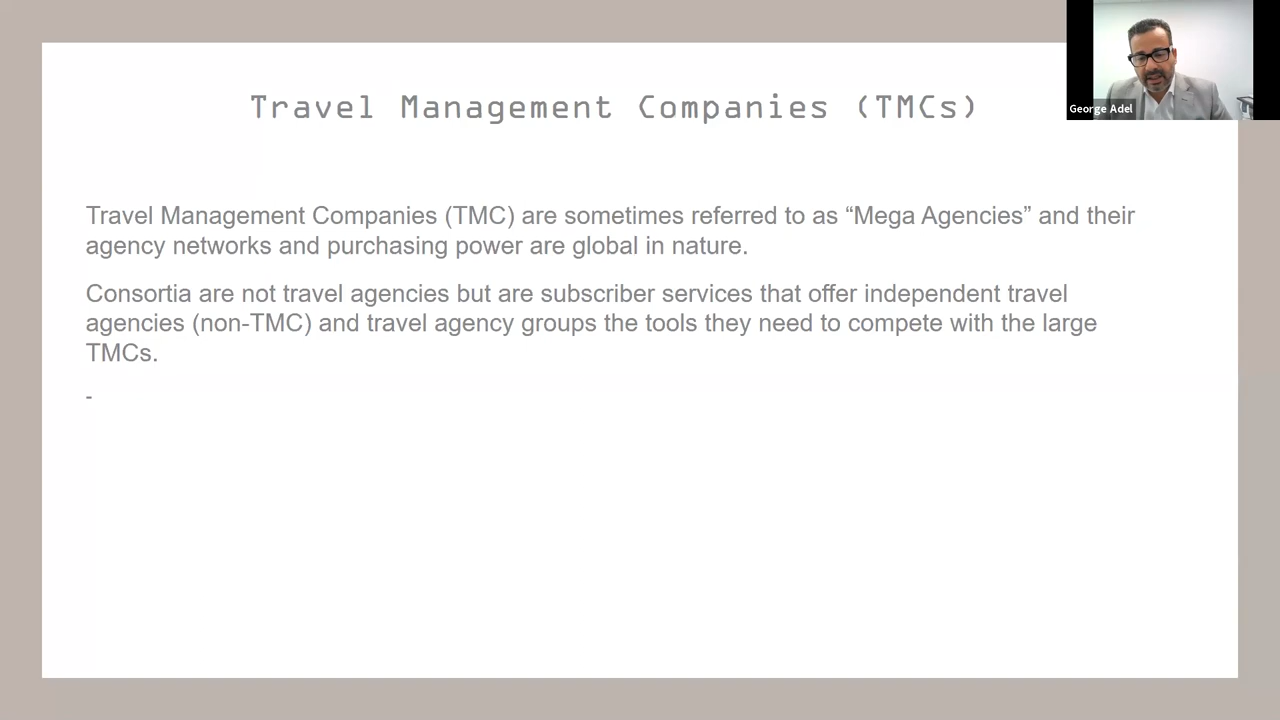 Travel Management Companies (TMCs)
George Adel
Travel Management Companies (TMC) are sometimes referred to as “Mega Agencies” and their
agency networks and purchasing power are global in nature.
Consortia are not travel agencies but are subscriber services that offer independent travel
agencies (non-TMC) and travel agency groups the tools they need to compete with the large
TMCs.
-